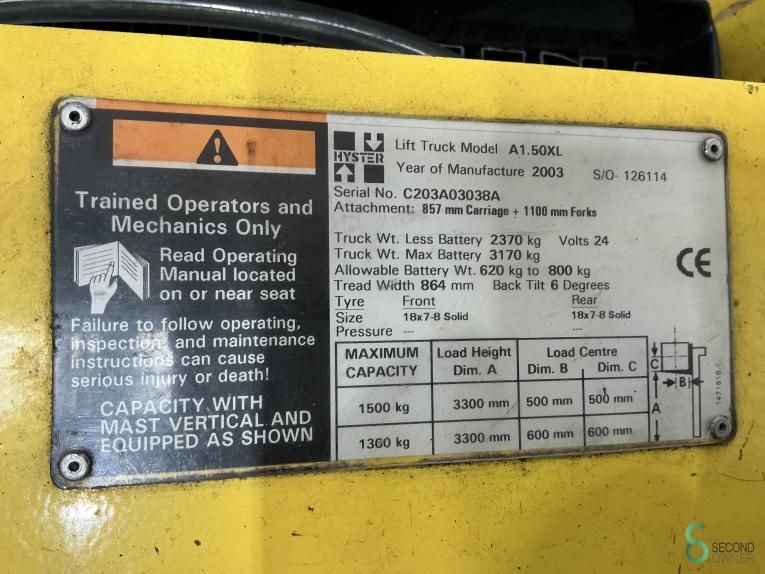 Trained Operators and
Mechanics Only
Read Operating
Manual located
on or near seat
Failure to follow operating,
inspection, and maintenance
instructions can cause
serious injury or death!
CAPACITY WITH
MAST VERTICAL AND
EQUIPPED AS SHOWN
HYSTER
Lift Truck Model A1.50XL
Year of Manufacture 2003 S/O- 126114
Serial No. C203A03038A
Attachment: 857 mm Carriage + 1100 mm Forks
Truck Wt. Less Battery 2370 kg Volts 24
Truck Wt. Max Battery 3170 kg
Allowable Battery Wt. 620 kg to 800 kg
Tread Width 864 mm Back Tilt 6 Degrees
Tyre Front Rear
Size 18x7-8 Solid 18x7-8 Solid
Pressure --- ---
CE
MAXIMUM CAPACITY Load Height Dim. A Load Centre Dim. B Dim. C
1500 kg 3300 mm 500 mm 500 mm
1360 kg 3300 mm 600 mm 600 mm
C
B
A
1471618.1
SECOND
OWNER